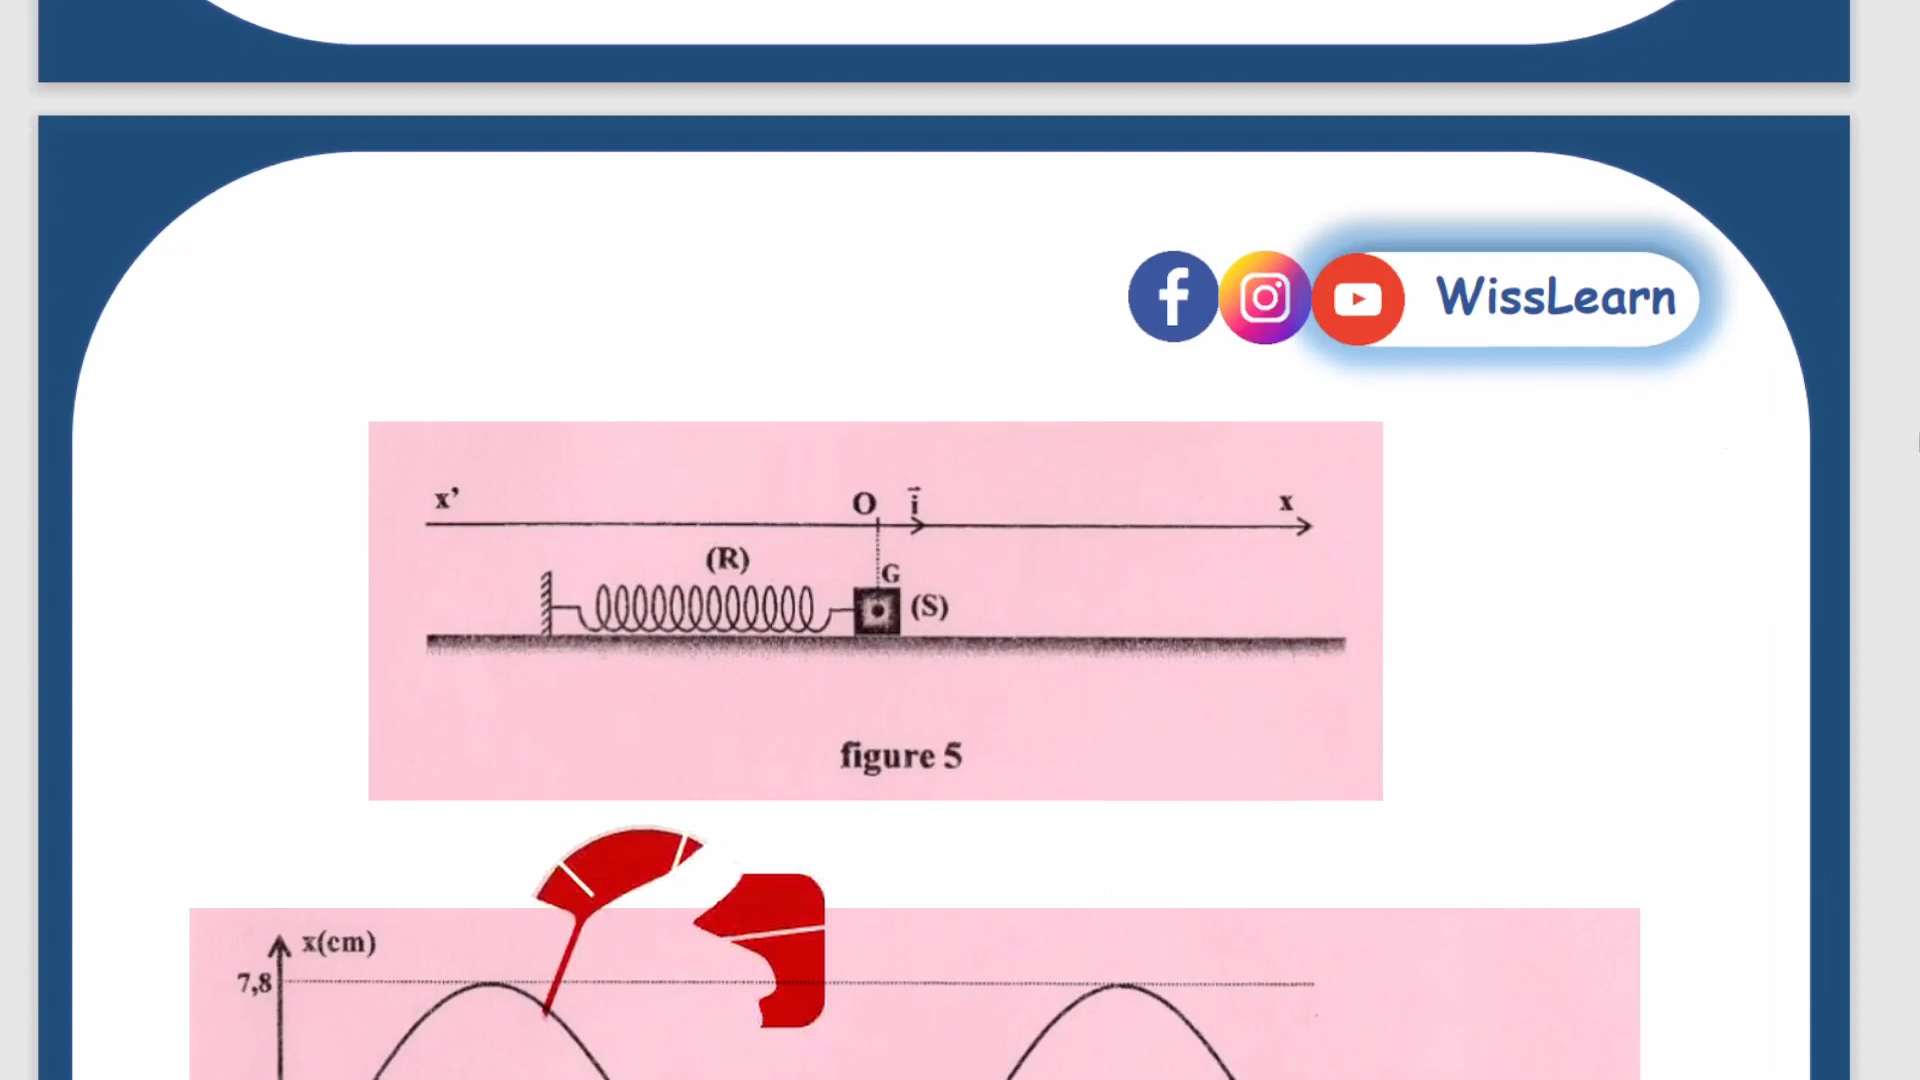 WissLearn
x’ O i x
(R)
G
(S)
figure 5
x(cm)
7,8